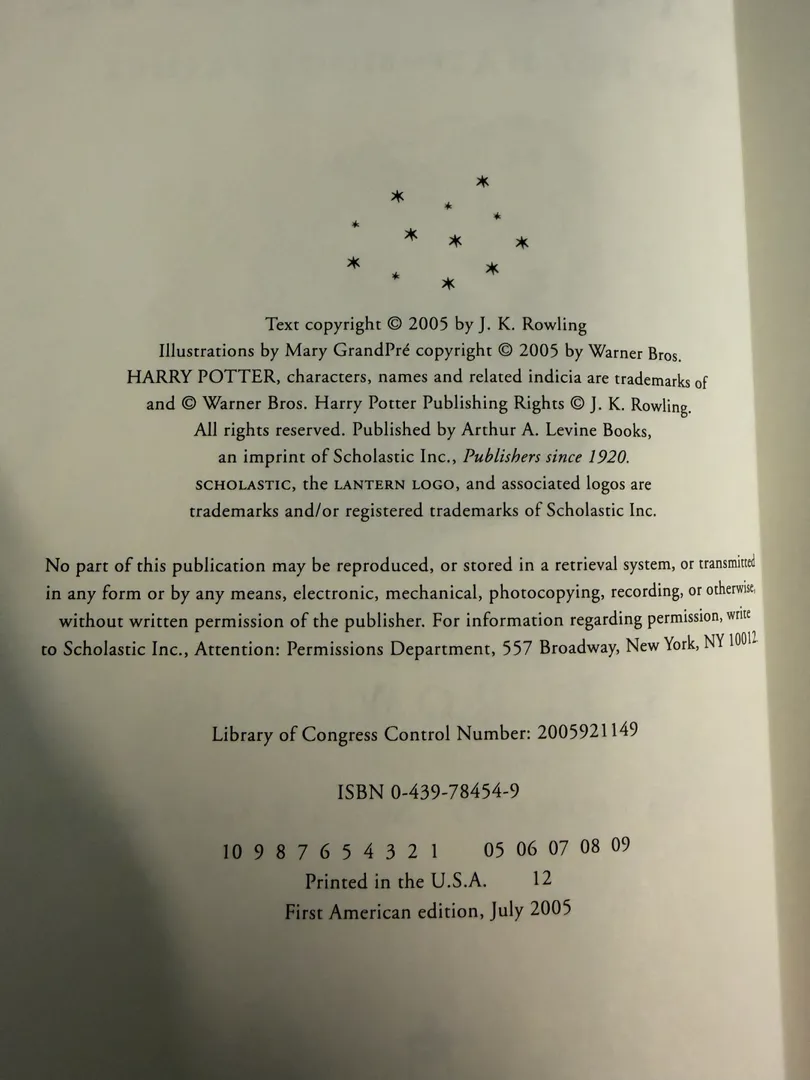 Text copyright © 2005 by J. K. Rowling
Illustrations by Mary GrandPré copyright © 2005 by Warner Bros.
HARRY POTTER, characters, names and related indicia are trademarks of
and © Warner Bros. Harry Potter Publishing Rights © J. K. Rowling.
All rights reserved. Published by Arthur A. Levine Books,
an imprint of Scholastic Inc., Publishers since 1920.
SCHOLASTIC, the LANTERN LOGO, and associated logos are
trademarks and/or registered trademarks of Scholastic Inc.
No part of this publication may be reproduced, or stored in a retrieval system, or transmitted
in any form or by any means, electronic, mechanical, photocopying, recording, or otherwise,
without written permission of the publisher. For information regarding permission, write
to Scholastic Inc., Attention: Permissions Department, 557 Broadway, New York, NY 10012.
Library of Congress Control Number: 2005921149
ISBN 0-439-78454-9
10 9 8 7 6 5 4 3 2 1 05 06 07 08 09
Printed in the U.S.A. 12
First American edition, July 2005